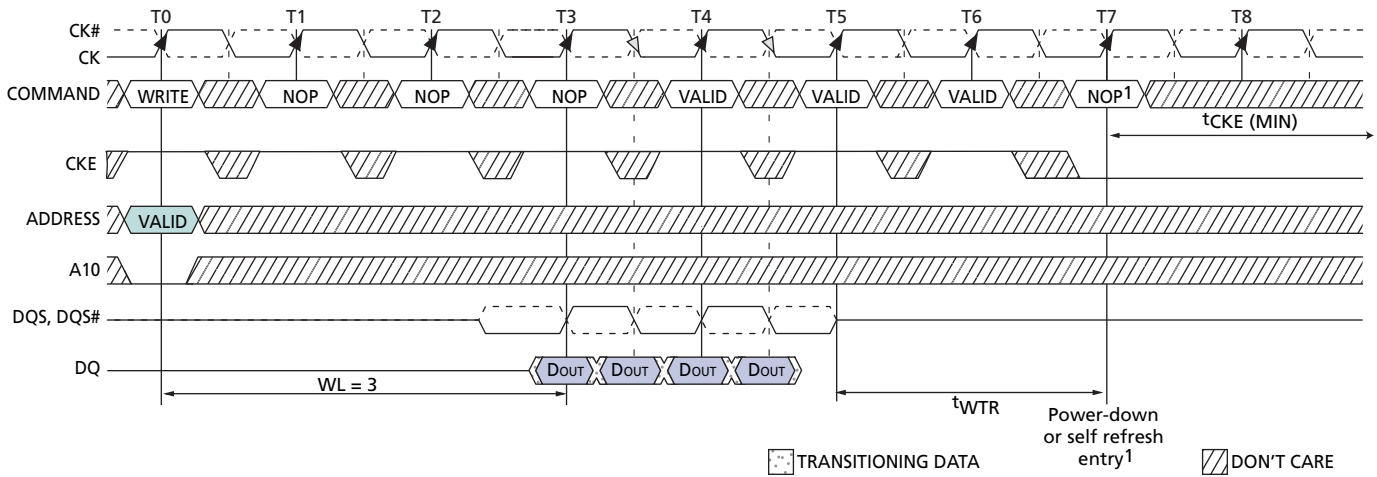 T0 T1 T2 T3 T4 T5 T6 T7 T8
CK#
CK
COMMAND WRITE NOP NOP NOP VALID VALID VALID NOP1
tCKE (MIN)
CKE
ADDRESS VALID
A10
DQS, DQS#
DQ DOUT DOUT DOUT DOUT
WL = 3
tWTR
Power-down
or self refresh
entry1
TRANSITIONING DATA DON'T CARE